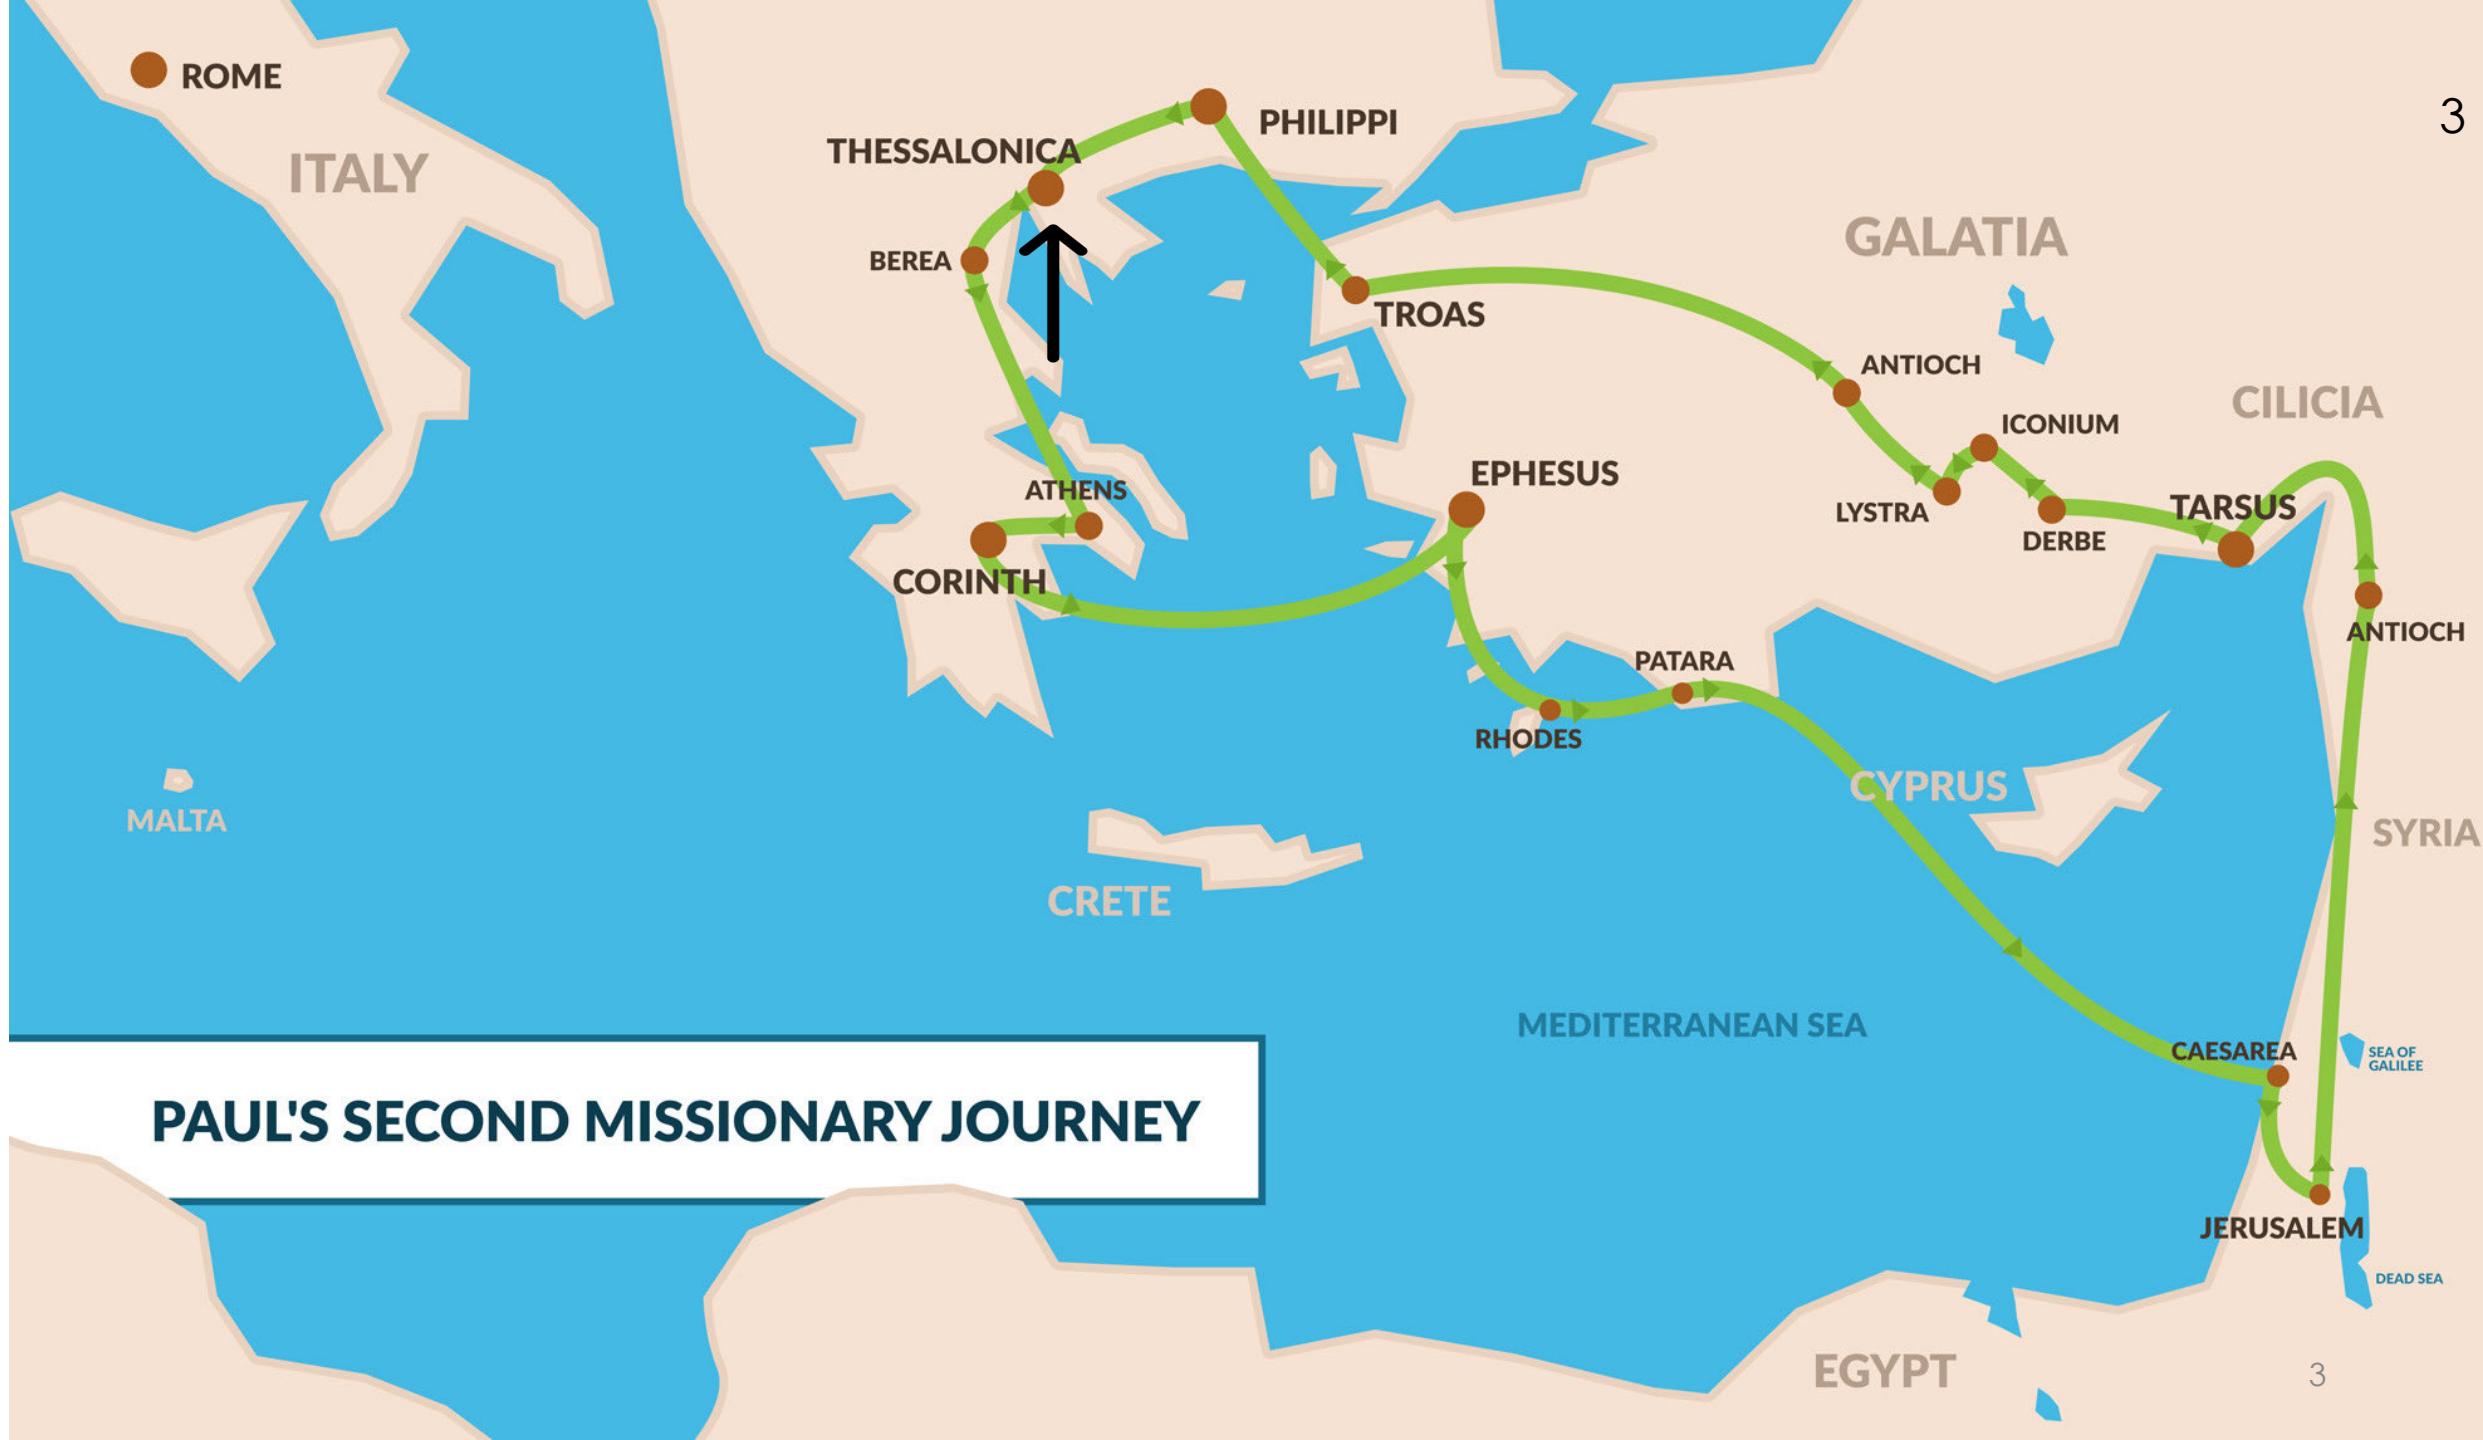 ROME
PHILIPPI
3
THESSALONICA
ITALY
GALATIA
BEREA
TROAS
ANTIOCH
CILICIA
ICONIUM
EPHESUS
ATHENS
TARSUS
LYSTRA
DERBE
CORINTH
ANTIOCH
PATARA
RHODES
CYPRUS
MALTA
SYRIA
CRETE
MEDITERRANEAN SEA
CAESAREA
SEA OF
GALILEE
PAUL'S SECOND MISSIONARY JOURNEY
JERUSALEM
DEAD SEA
EGYPT
3